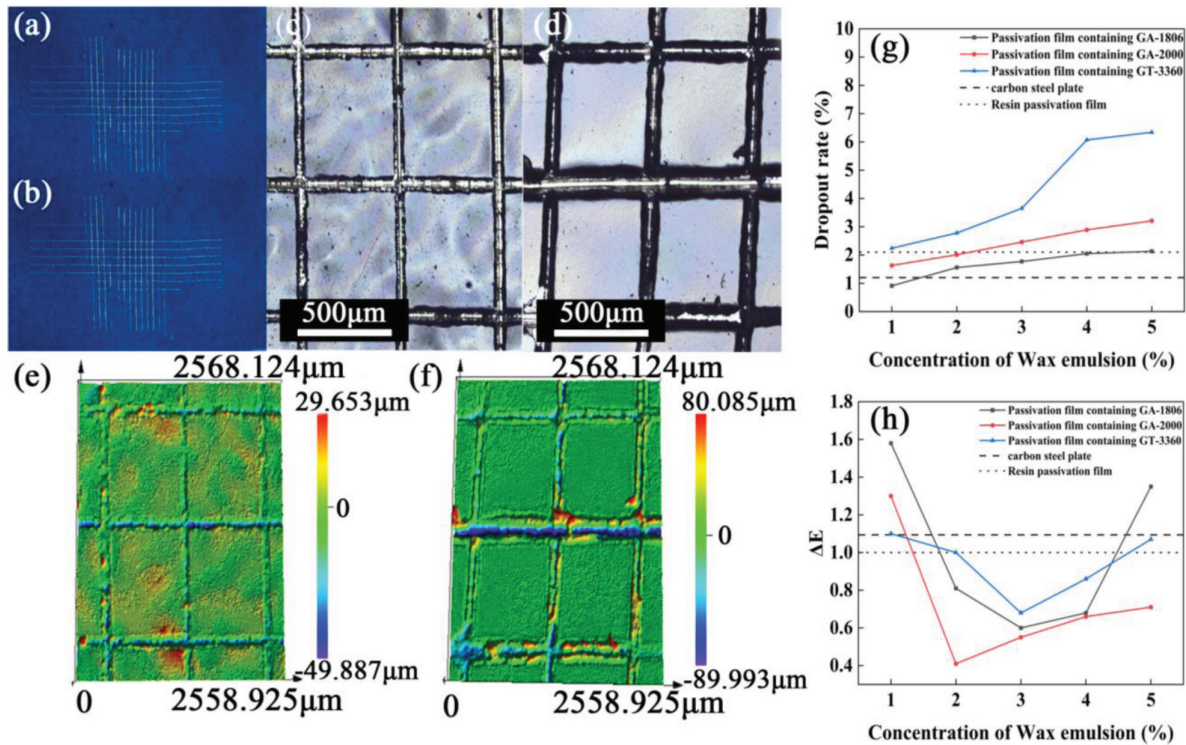 (a)
(b)
(c)
500μm
(d)
500μm
(e)
2568.124μm
29.653μm
0
-49.887μm
0
2558.925μm
(f)
2568.124μm
80.085μm
0
-89.993μm
0
2558.925μm
(g)
Passivation film containing GA-1806
Passivation film containing GA-2000
Passivation film containing GT-3360
carbon steel plate
Resin passivation film
Dropout rate (%)
10
9
8
7
6
5
4
3
2
1
0
1 2 3 4 5
Concentration of Wax emulsion (%)
(h)
Passivation film containing GA-1806
Passivation film containing GA-2000
Passivation film containing GT-3360
carbon steel plate
Resin passivation film
ΔE
1.8
1.6
1.4
1.2
1.0
0.8
0.6
0.4
1 2 3 4 5
Concentration of Wax emulsion (%)